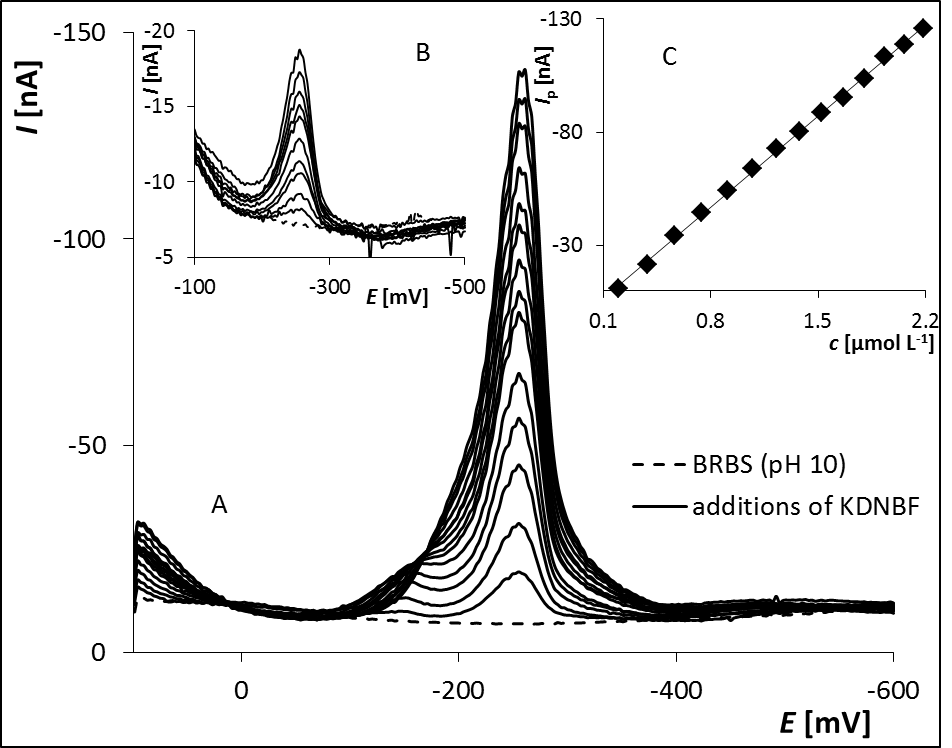 I [nA]
-150
-100
-50
0
0
-200
-400
-600
E [mV]
A
BRBS (pH 10)
additions of KDNBF
B
I [nA]
-20
-15
-10
-5
-100
-300
-500
E [mV]
C
Ip [nA]
-130
-80
-30
0.1
0.8
1.5
2.2
c [µmol L-1]